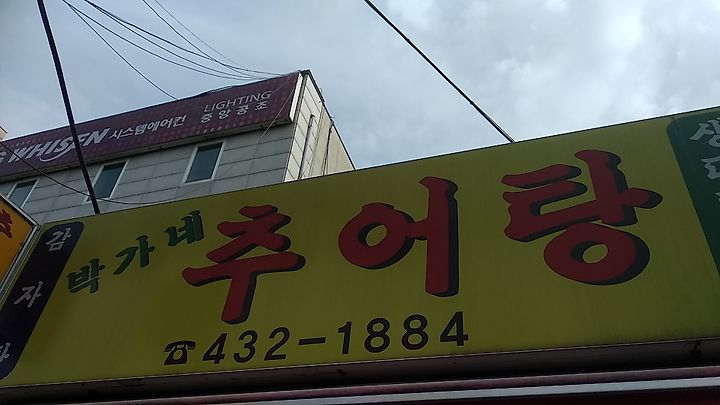 WHISEN 시스템에어컨
LIGHTING
중앙공조
감자
박가네 추어탕
☎432-1884